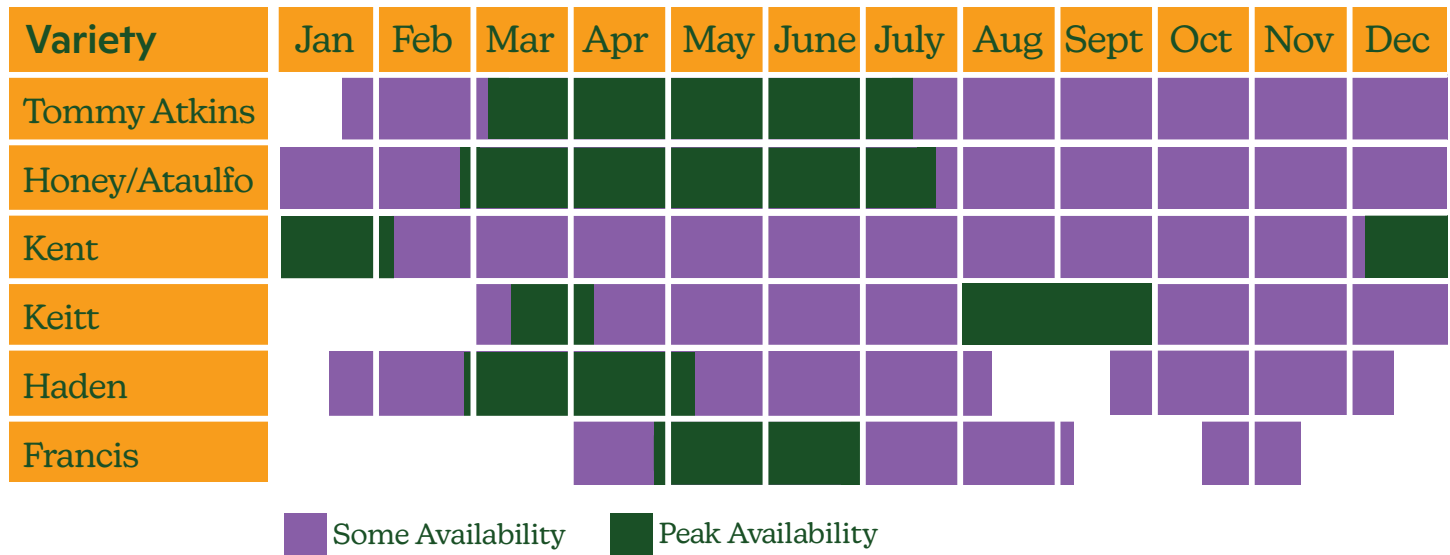 Variety Jan Feb Mar Apr May June July Aug Sept Oct Nov Dec
Tommy Atkins
Honey/Ataulfo
Kent
Keitt
Haden
Francis
Some Availability Peak Availability